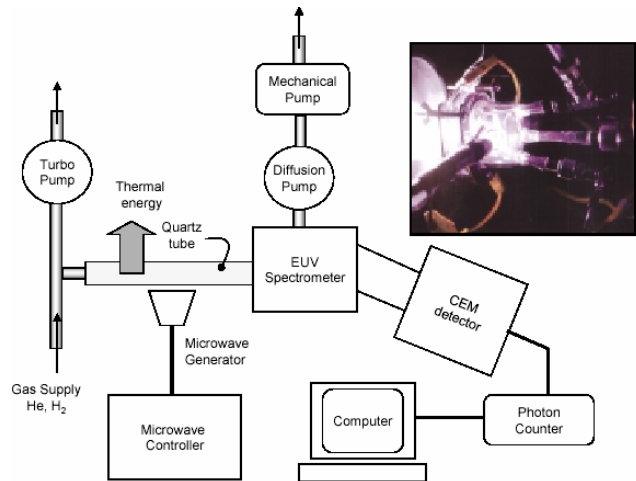 Mechanical
Pump
Turbo
Pump
Diffusion
Pump
Thermal
energy
Quartz
tube
EUV
Spectrometer
CEM
detector
Microwave
Generator
Gas Supply
He, H₂
Microwave
Controller
Computer
Photon
Counter